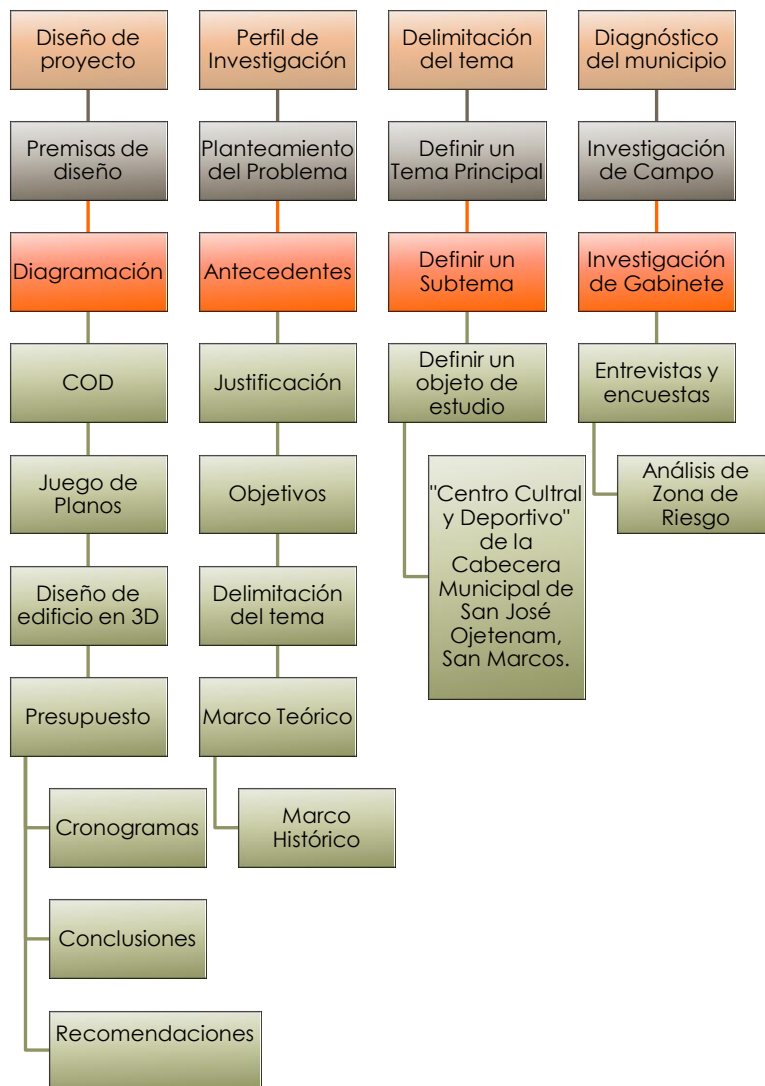 Diseño de
proyecto
Premisas de
diseño
Diagramación
COD
Juego de
Planos
Diseño de
edificio en 3D
Presupuesto
Cronogramas
Conclusiones
Recomendaciones
Perfil de
Investigación
Planteamiento
del Problema
Antecedentes
Justificación
Objetivos
Delimitación
del tema
Marco Teórico
Marco
Histórico
Delimitación
del tema
Definir un
Tema Principal
Definir un
Subtema
Definir un
objeto de
estudio
"Centro Cultral
y Deportivo"
de la
Cabecera
Municipal de
San José
Ojetenam,
San Marcos.
Diagnóstico
del municipio
Investigación
de Campo
Investigación
de Gabinete
Entrevistas y
encuestas
Análisis de
Zona de
Riesgo